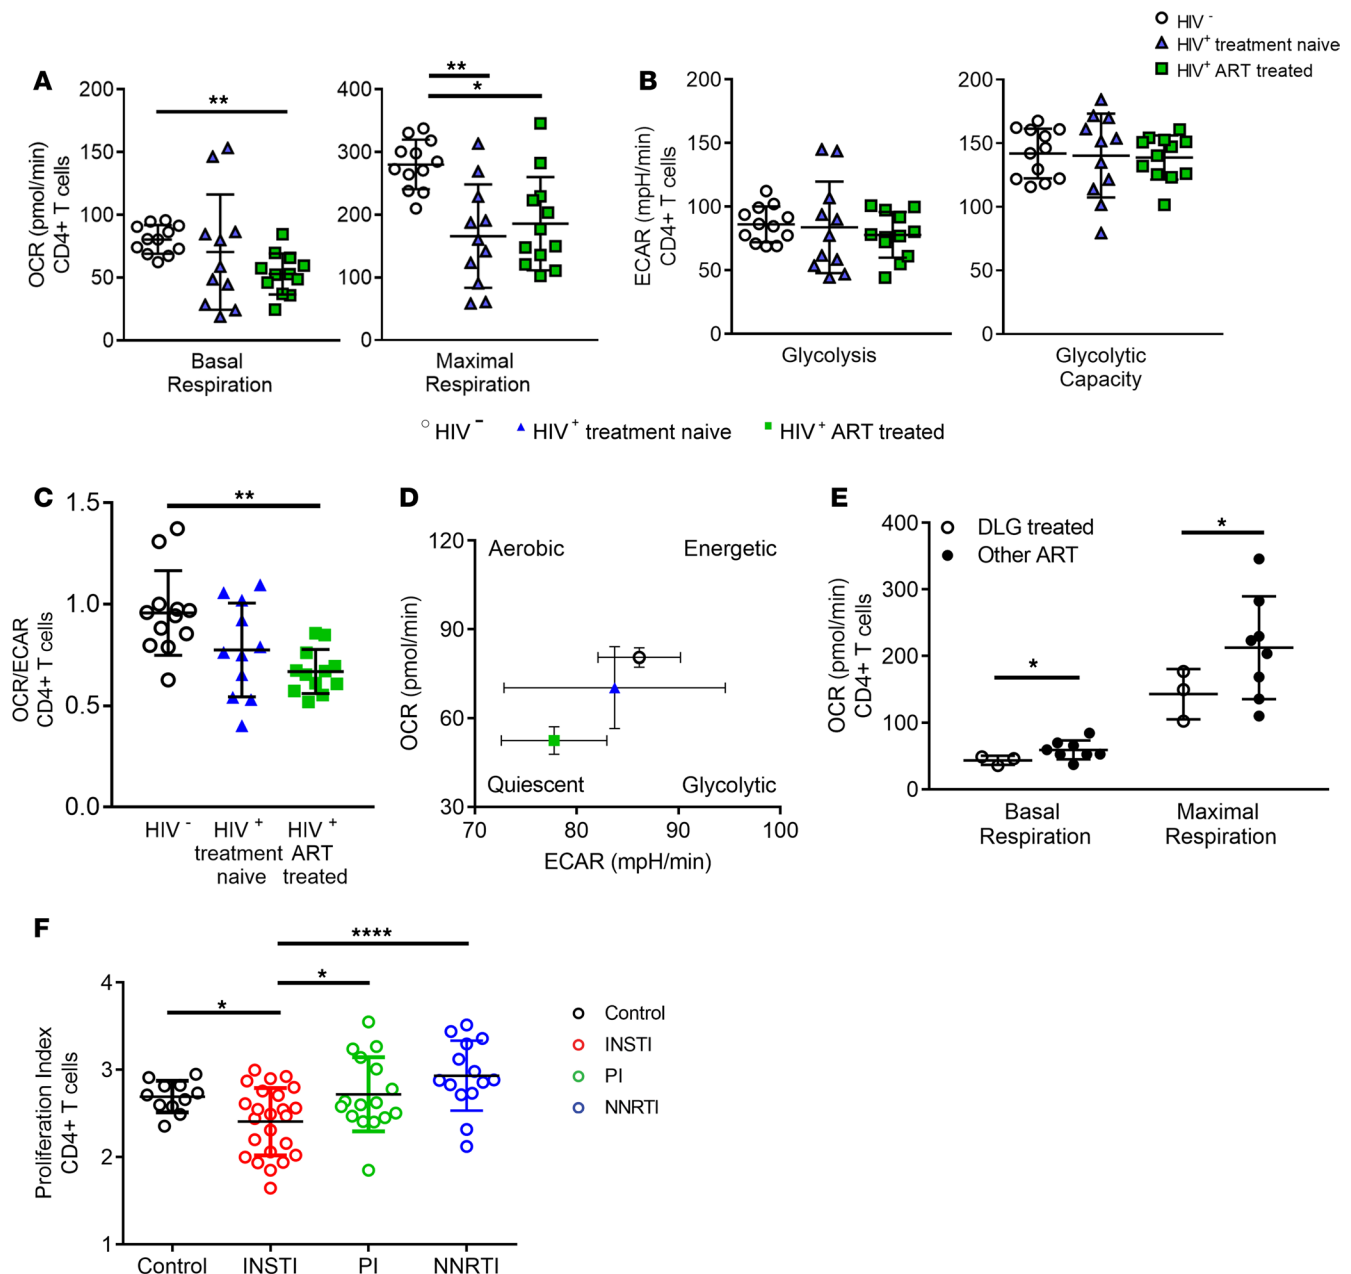 HIV -
HIV+ treatment naive
HIV+ ART treated
A
B
**
**
*
200
150
100
50
0
OCR (pmol/min)
CD4+ T cells
Basal
Respiration
400
300
200
100
0
Maximal
Respiration
200
150
100
50
0
ECAR (mpH/min)
CD4+ T cells
Glycolysis
200
150
100
50
0
Glycolytic
Capacity
HIV -
HIV+ treatment naive
HIV+ ART treated
C
**
1.5
1.0
0.5
0.0
OCR/ECAR
CD4+ T cells
HIV -
HIV +
treatment
naive
HIV +
ART
treated
D
120
90
60
30
OCR (pmol/min)
Aerobic
Energetic
Quiescent
Glycolytic
70
80
90
100
ECAR (mpH/min)
E
400
300
200
100
0
OCR (pmol/min)
CD4+ T cells
DLG treated
Other ART
*
*
Basal
Respiration
Maximal
Respiration
F
****
*
*
4
3
2
1
Proliferation Index
CD4+ T cells
Control
INSTI
PI
NNRTI
Control
INSTI
PI
NNRTI